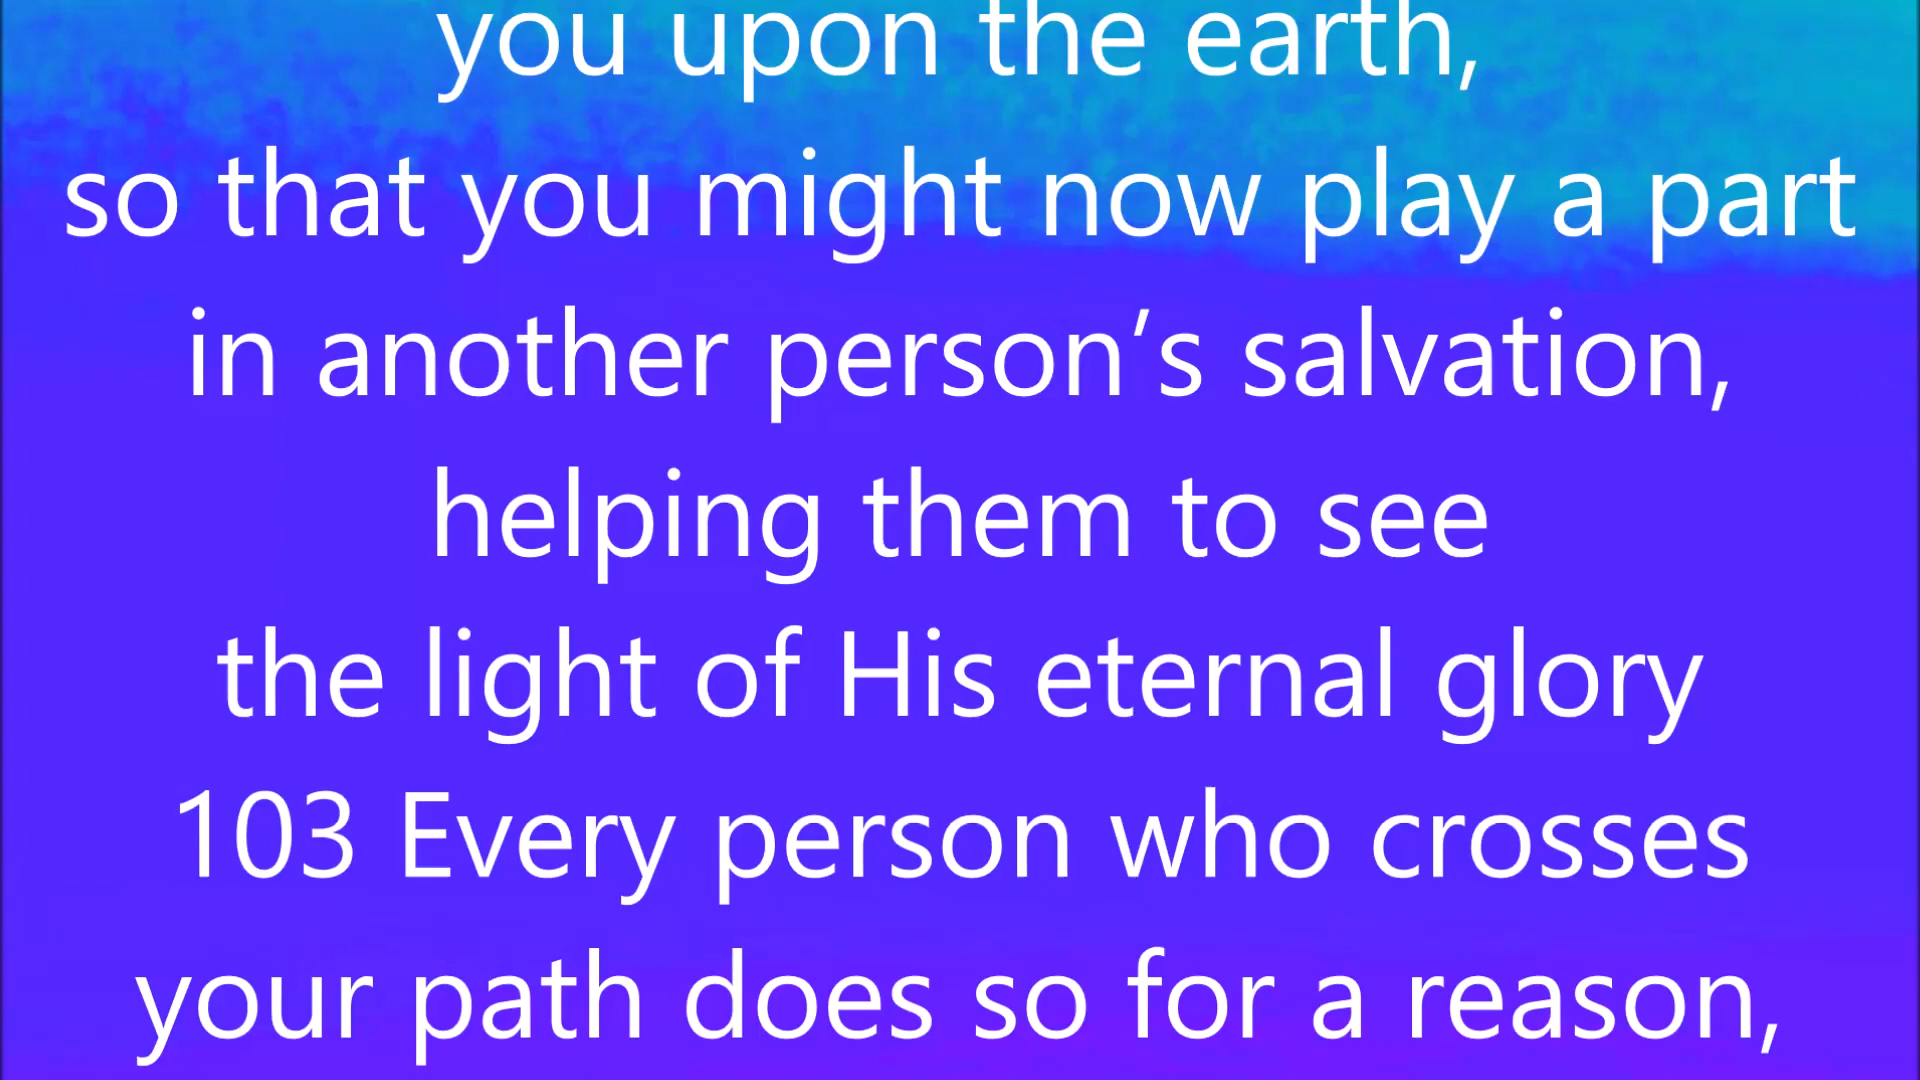 you upon the earth,
so that you might now play a part
in another person’s salvation,
helping them to see
the light of His eternal glory
103 Every person who crosses
your path does so for a reason,